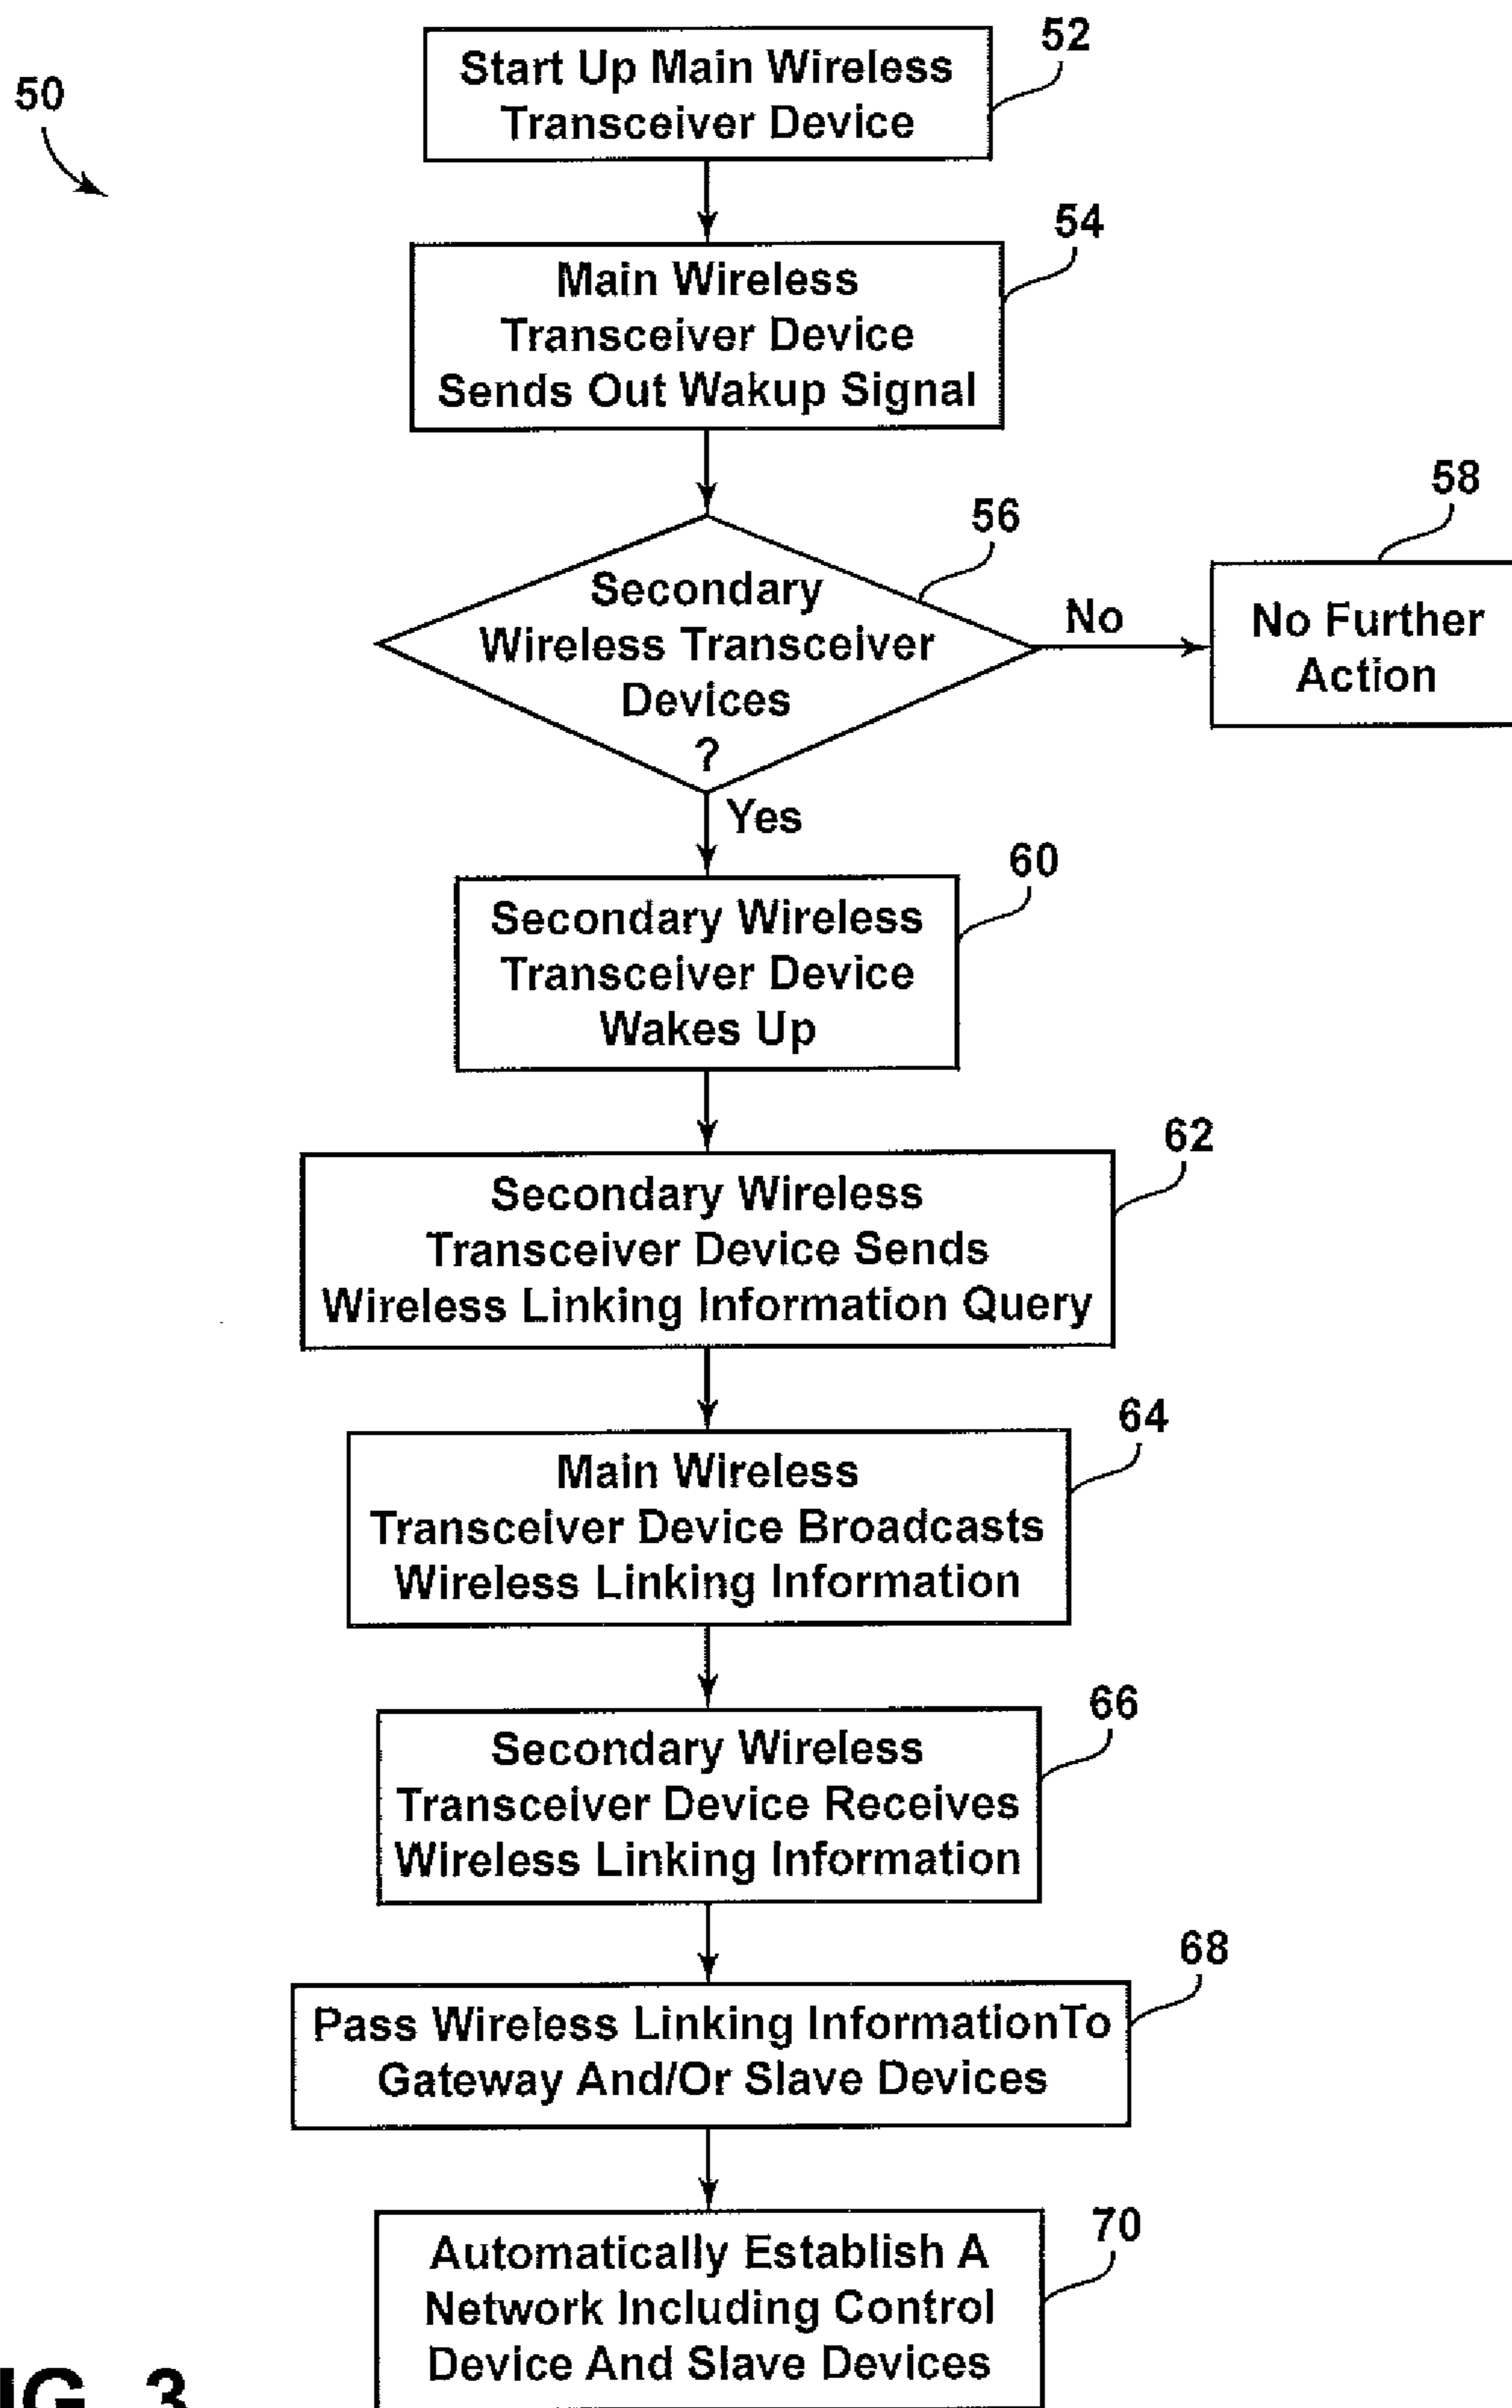 52
Start Up Main Wireless
Transceiver Device
50
54
Main Wireless
Transceiver Device
Sends Out Wakup Signal
58
56
Secondary
Wireless Transceiver
Devices
?
No
No Further
Action
Yes
60
Secondary Wireless
Transceiver Device
Wakes Up
62
Secondary Wireless
Transceiver Device Sends
Wireless Linking Information Query
64
Main Wireless
Transceiver Device Broadcasts
Wireless Linking Information
66
Secondary Wireless
Transceiver Device Receives
Wireless Linking Information
68
Pass Wireless Linking InformationTo
Gateway And/Or Slave Devices
70
Automatically Establish A
Network Including Control
Device And Slave Devices
IG. 3